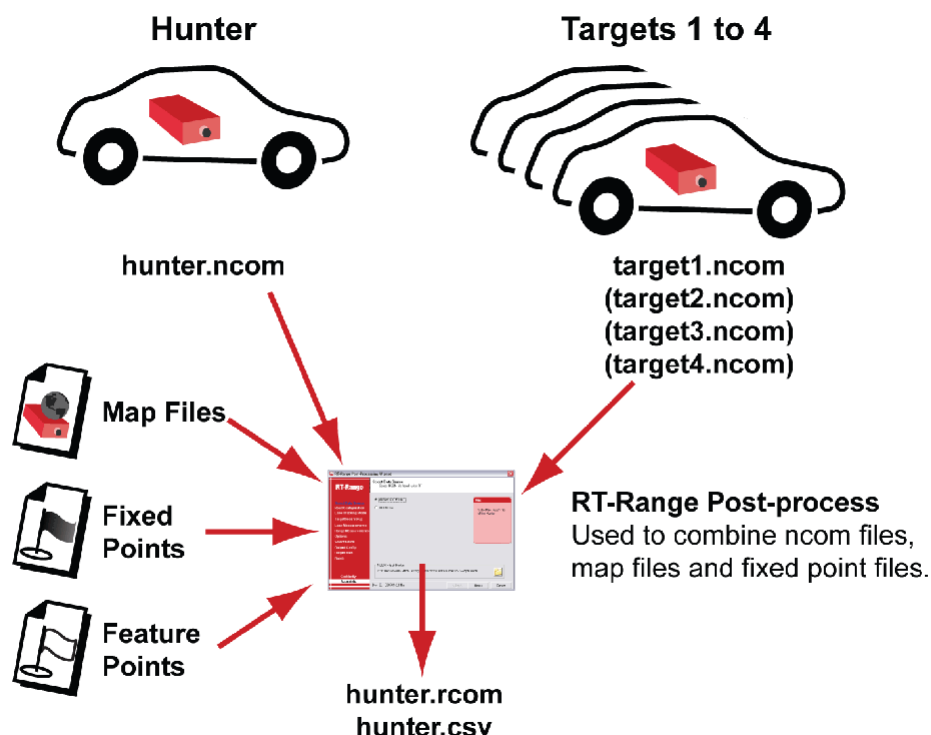 Hunter
Targets 1 to 4
hunter.ncom
target1.ncom
(target2.ncom)
(target3.ncom)
(target4.ncom)
Map Files
Fixed
Points
Feature
Points
RT-Range
RT-Range Post-process
Used to combine ncom files,
map files and fixed point files.
hunter.rcom
hunter.csv